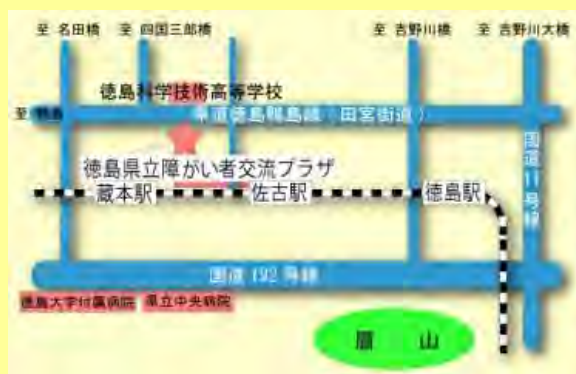 至 名田橋
至 四国三郎橋
至 吉野川橋
至 吉野川大橋
徳島科学技術高等学校
至 鴨島
県道徳島鴨島線(田宮街道)
徳島県立障がい者交流プラザ
蔵本駅
佐古駅
徳島駅
国道11号線
国道192号線
徳島大学付属病院
県立中央病院
眉 山